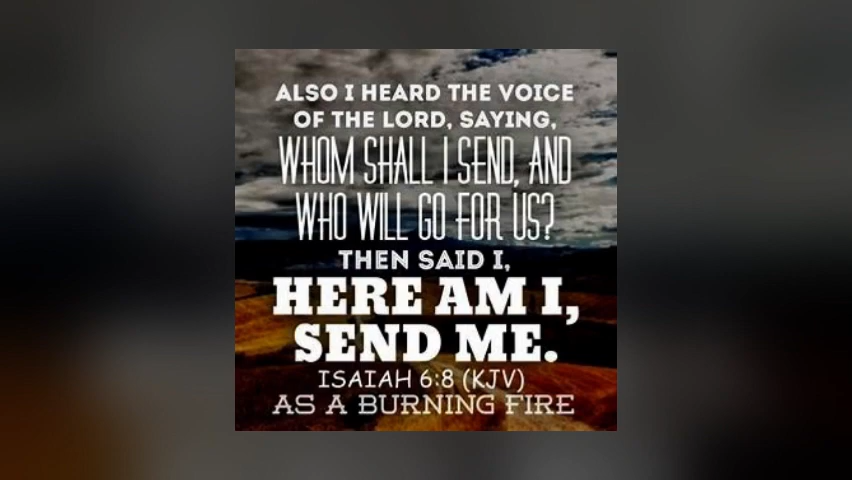 ALSO I HEARD THE VOICE
OF THE LORD, SAYING,
WHOM SHALL I SEND, AND
WHO WILL GO FOR US?
THEN SAID I,
HERE AM I,
SEND ME.
ISAIAH 6:8 (KJV)
AS A BURNING FIRE